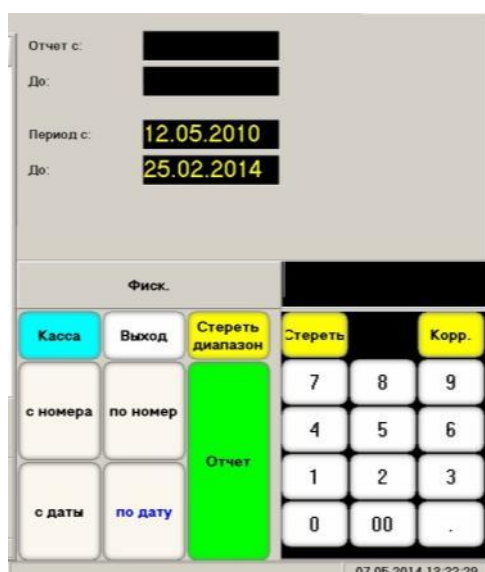 Отчет с:
До:
Период с: 12.05.2010
До: 25.02.2014
Фиск.
Касса Выход Стереть диапазон Стереть Корр.
с номера по номер Отчет
с даты по дату
7 8 9
4 5 6
1 2 3
0 00 .
07.05.2014 13:22:29